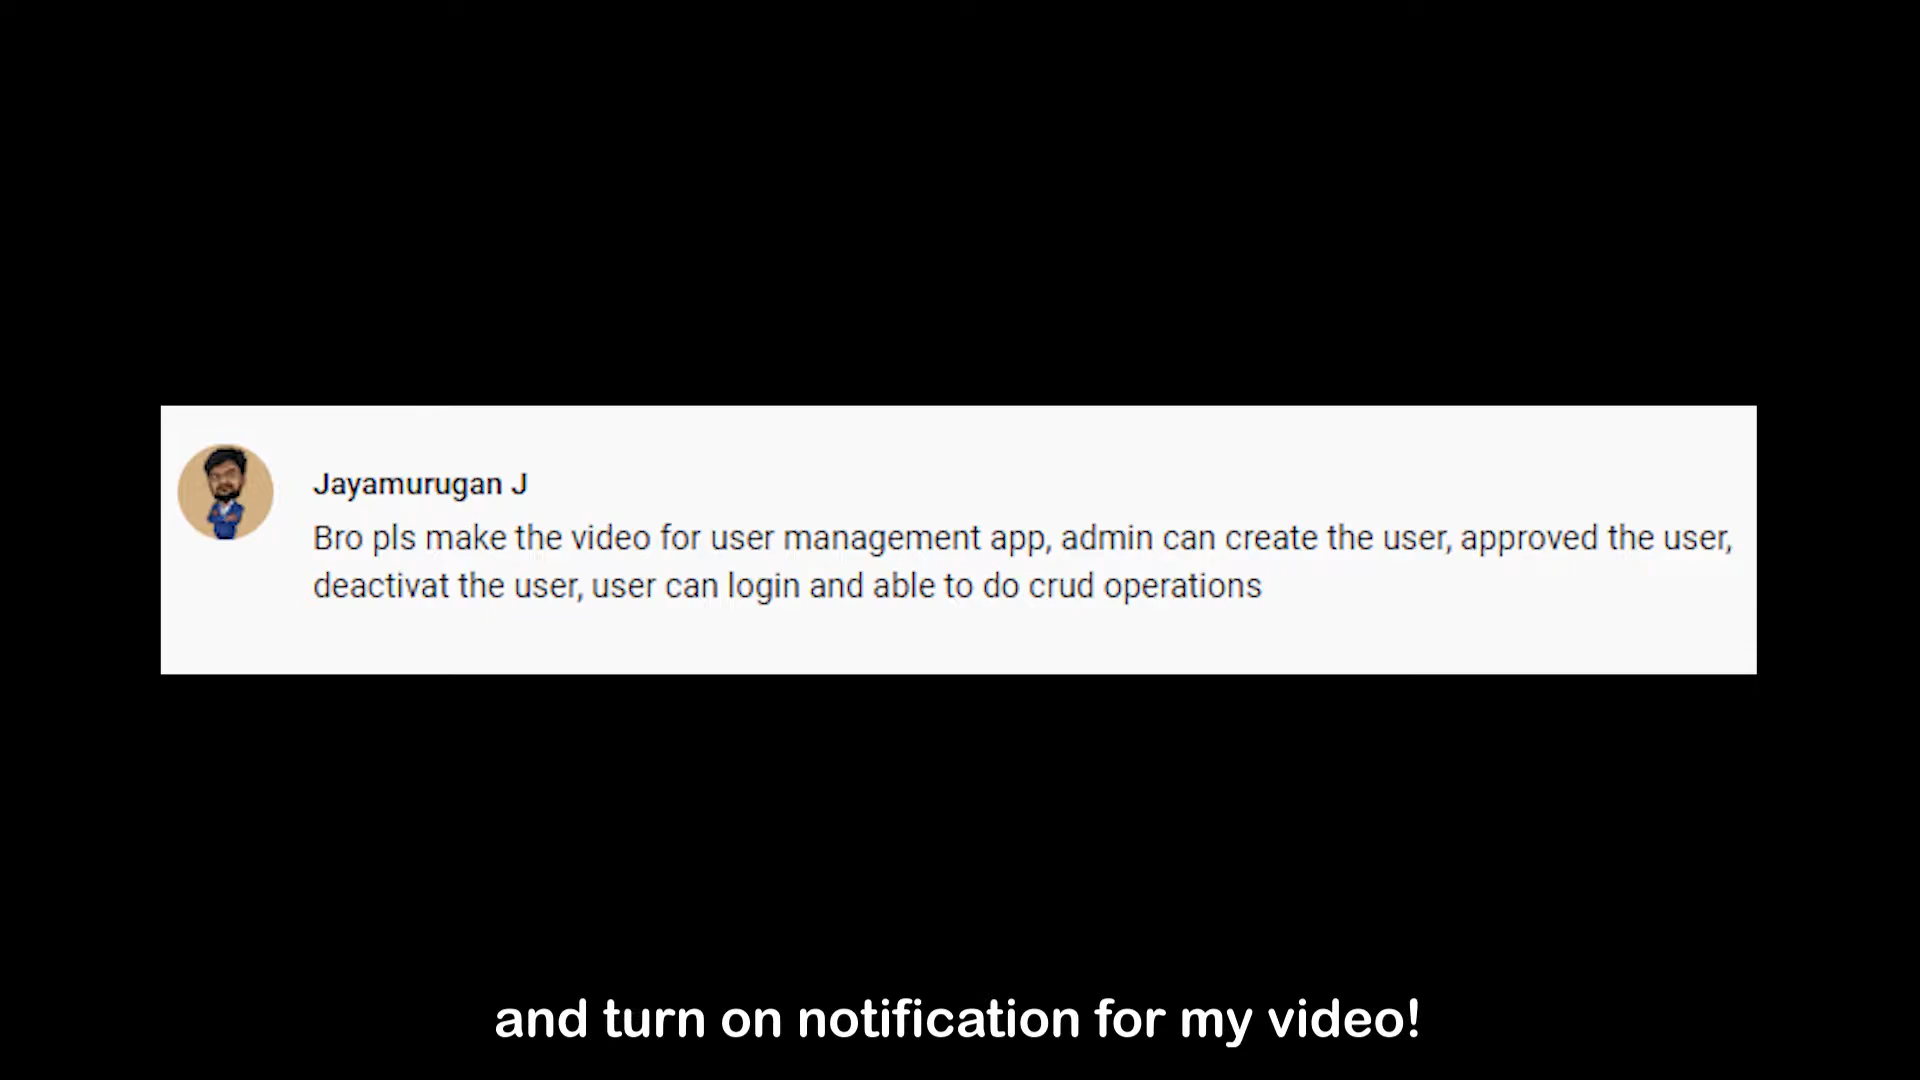 Jayamurugan J
Bro pls make the video for user management app, admin can create the user, approved the user,
deactivat the user, user can login and able to do crud operations
and turn on notification for my video!